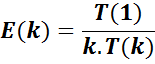 E(k) = T(1) / k.T(k)